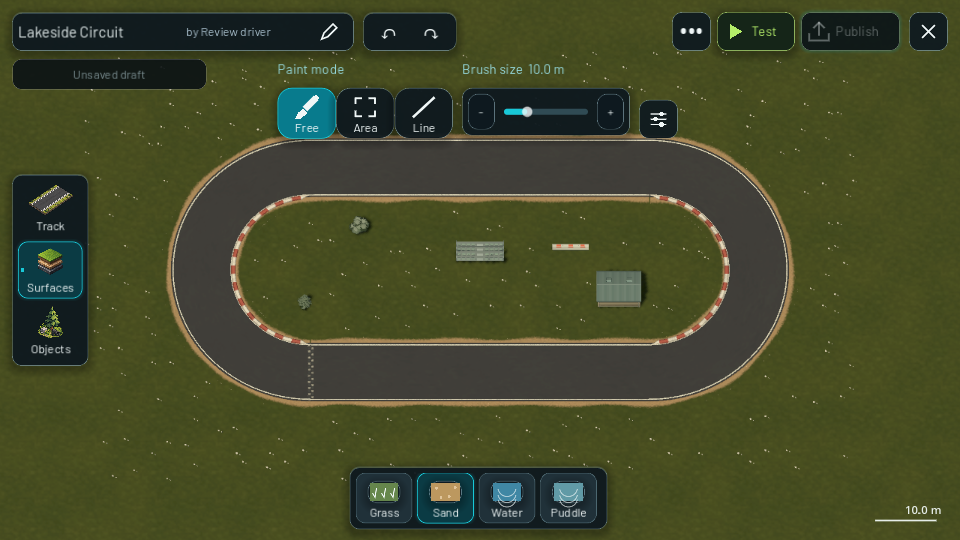 Lakeside Circuit
by Review driver
Test
Publish
Unsaved draft
Paint mode
Brush size 10.0 m
Free
Area
Line
-
+
Track
Surfaces
Objects
Grass
Sand
Water
Puddle
10.0 m